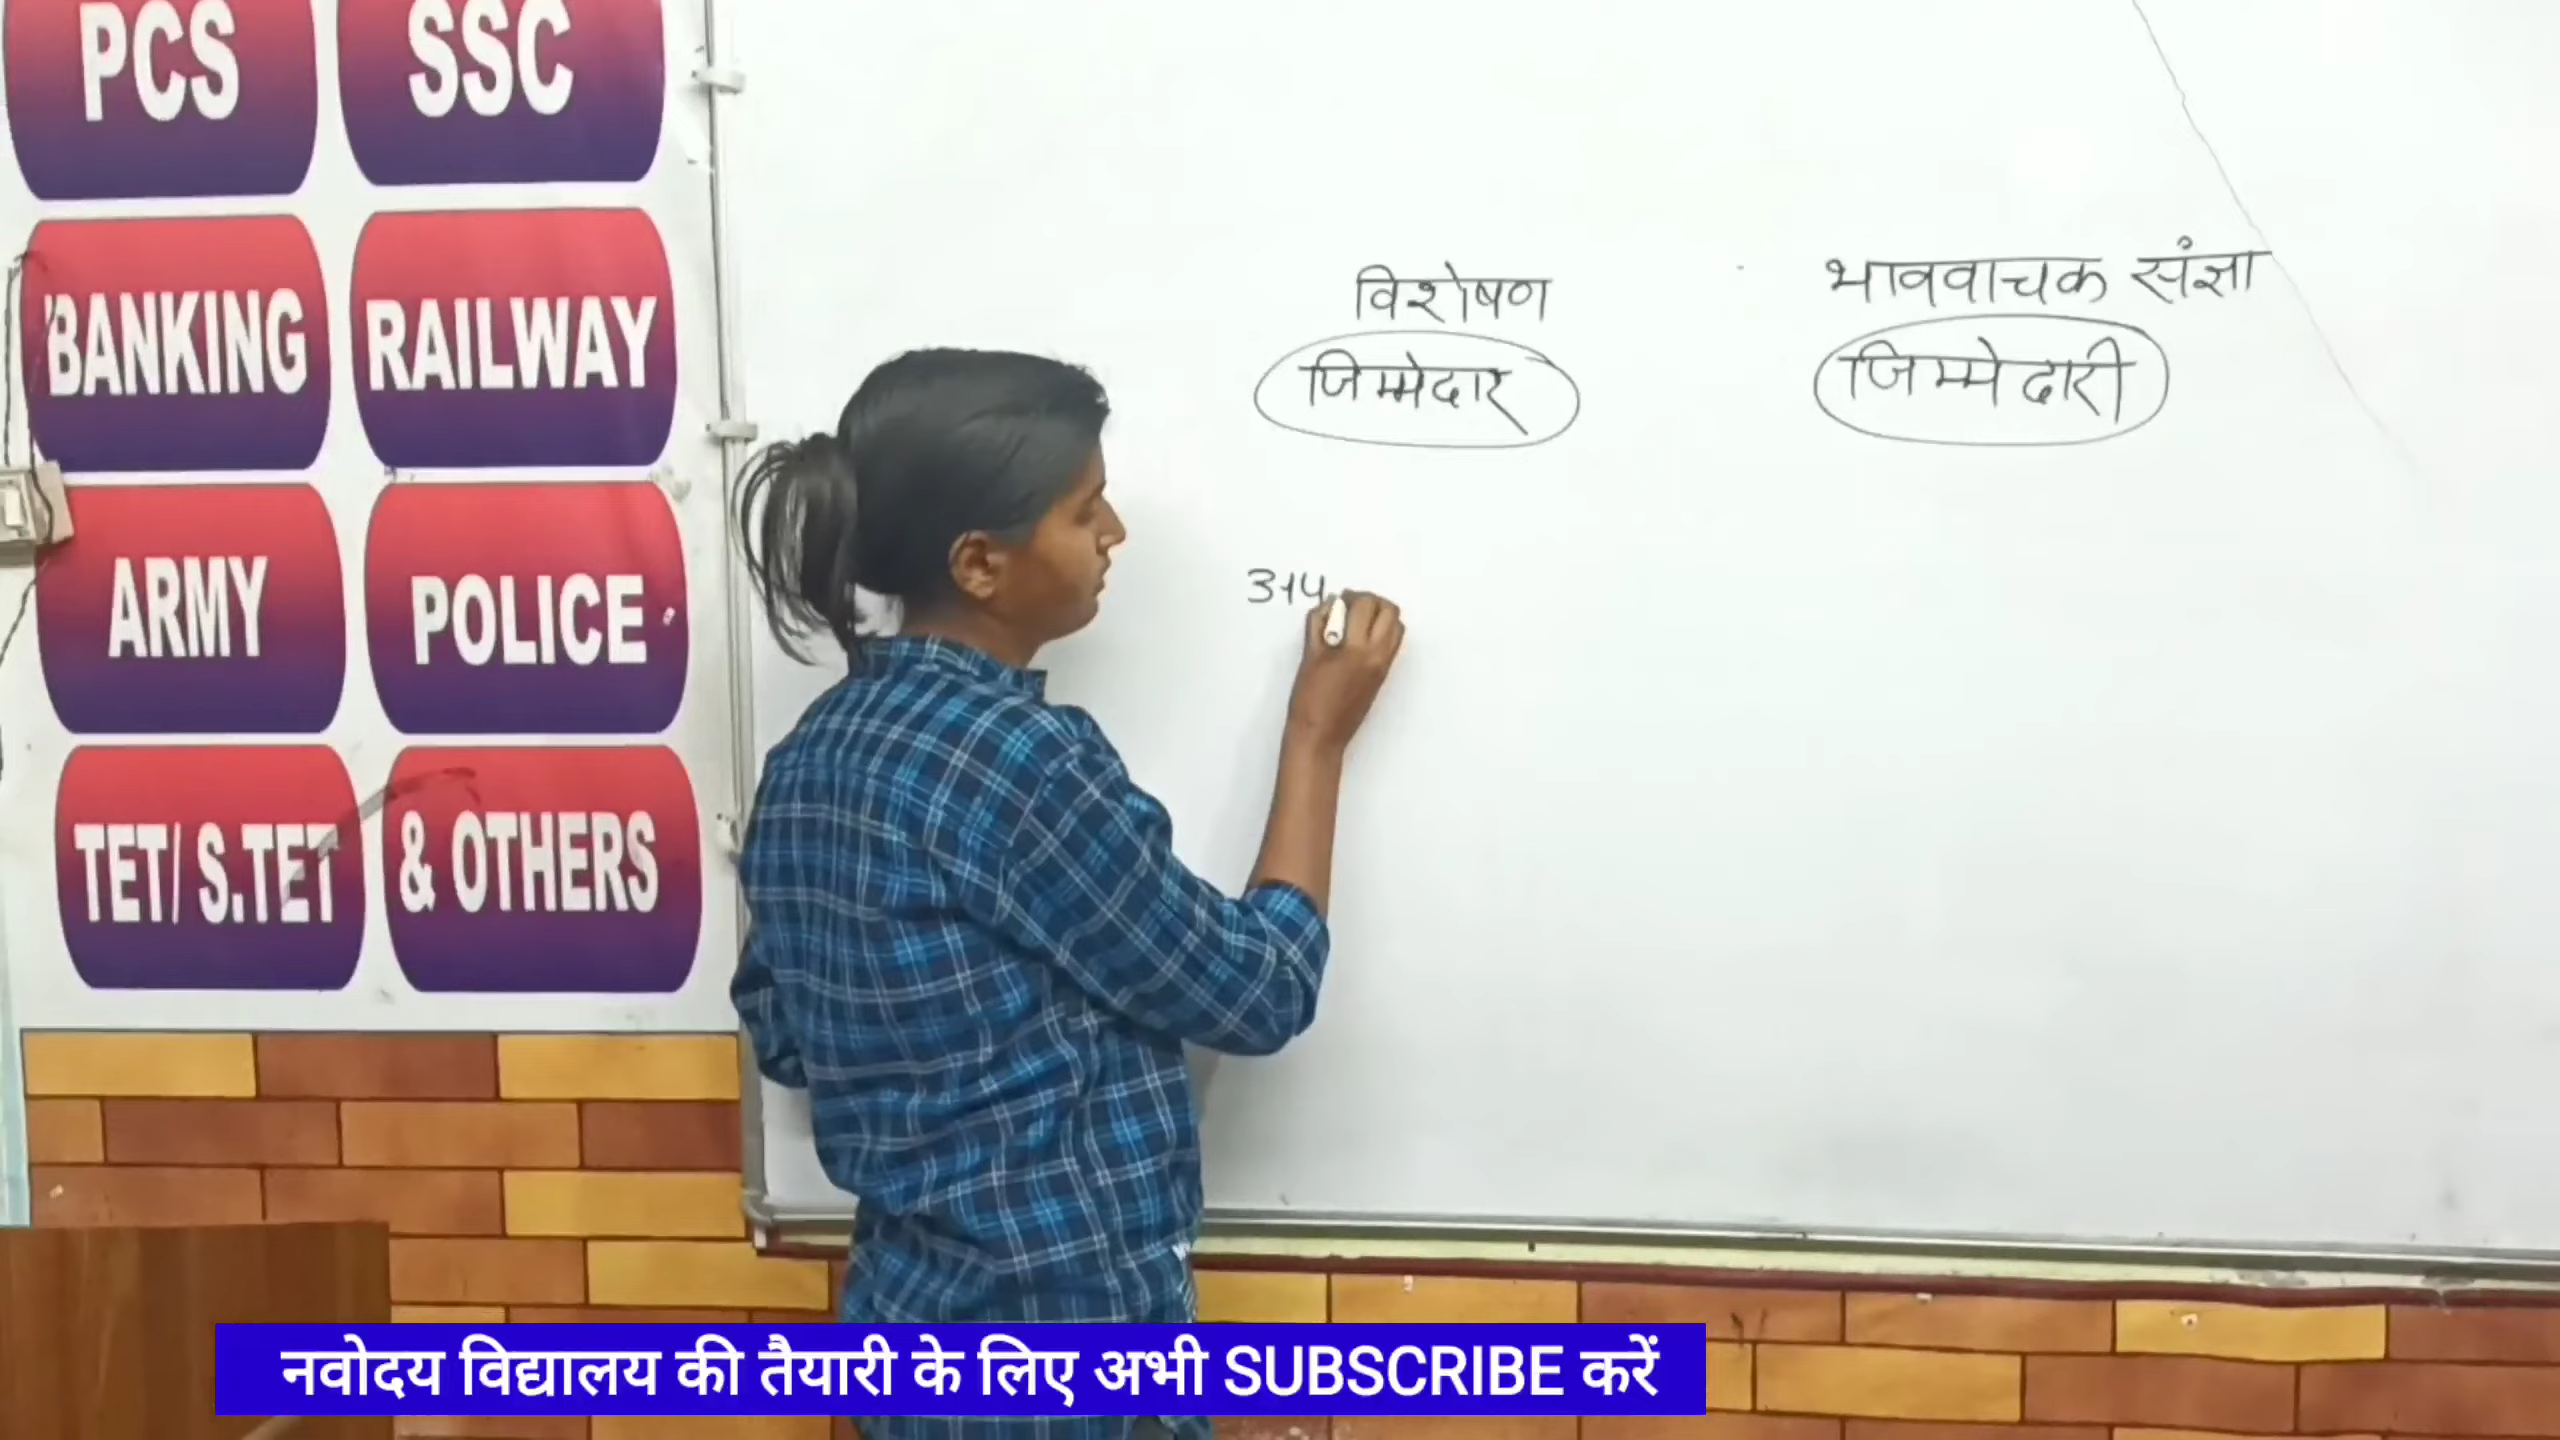 PCS SSC
BANKING RAILWAY
ARMY POLICE
TET/ S.TET & OTHERS
विशेषण भाववाचक संज्ञा
जिम्मेदार जिम्मेदारी
नवोदय विद्यालय की तैयारी के लिए अभी SUBSCRIBE करें